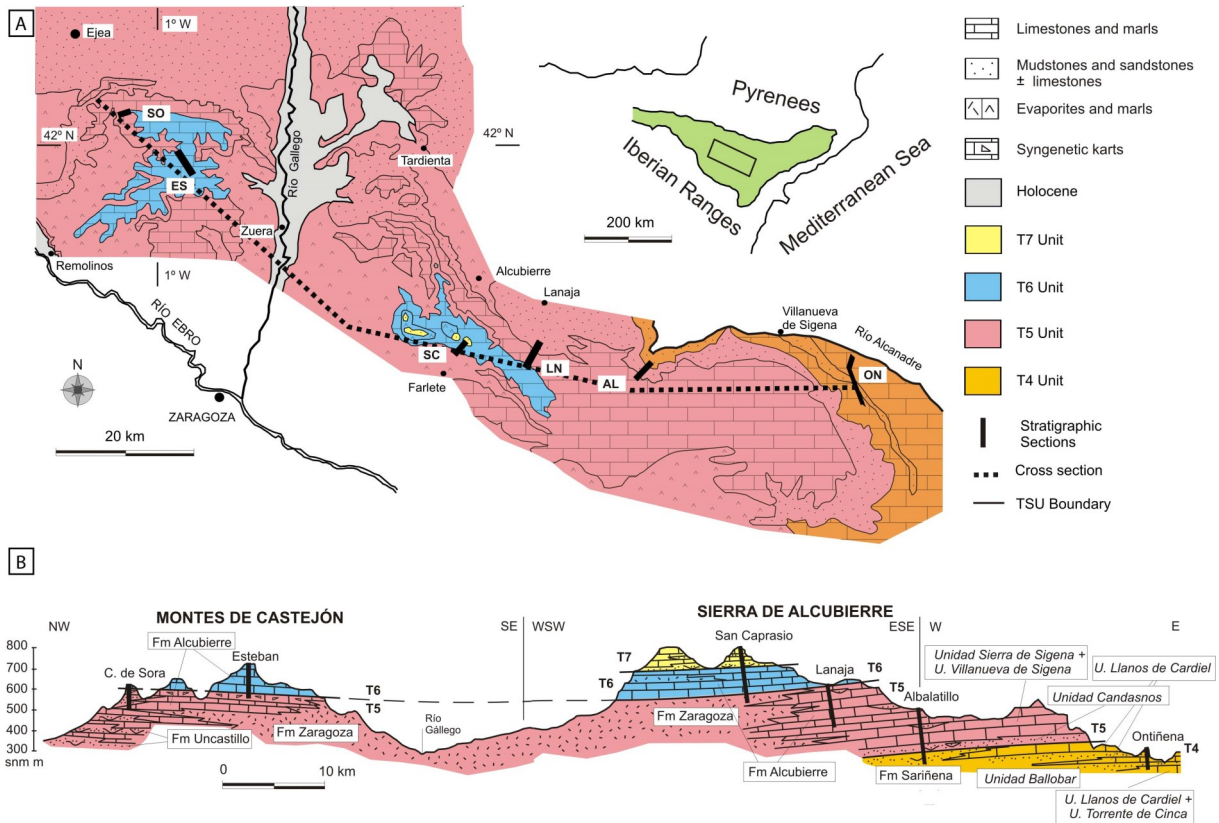 A
1º W
Ejea
SO
42º N
ES
Río Gallego
Tardienta
42º N
Zuera
Remolinos
1º W
RÍO EBRO
Alcubierre
Lanaja
Villanueva
de Sigena
Río Alcanadre
SC
LN
AL
ON
Farlete
N
ZARAGOZA
20 km
Pyrenees
Iberian Ranges
Mediterranean Sea
200 km
Limestones and marls
Mudstones and sandstones
± limestones
Evaporites and marls
Syngenetic karts
Holocene
T7 Unit
T6 Unit
T5 Unit
T4 Unit
Stratigraphic
Sections
Cross section
TSU Boundary
B
MONTES DE CASTEJÓN
SIERRA DE ALCUBIERRE
NW
SE
WSW
ESE
W
E
800
700
600
500
400
300
snm m
Fm Alcubierre
C. de Sora
Esteban
T6
T5
Fm Uncastillo
Fm Zaragoza
Río
Gállego
0
10 km
T7
T6
San Caprasio
Lanaja
T6
T5
Albalatillo
Fm Zaragoza
Fm Alcubierre
Fm Sariñena
Unidad Sierra de Sigena +
U. Villanueva de Sigena
U. Llanos de Cardiel
Unidad Candasnos
T5
Ontiñena
T4
Unidad Ballobar
U. Llanos de Cardiel +
U. Torrente de Cinca